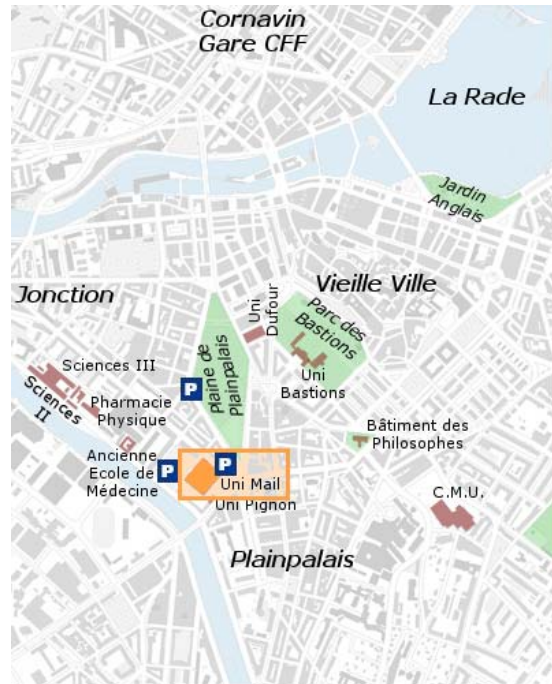 Cornavin
Gare CFF
La Rade
Jardin
Anglais
Vieille Ville
Jonction
Uni
Dufour
Parc des
Bastions
Uni
Bastions
Plaine de
Plainpalais
Sciences III
Sciences
II
Pharmacie
Physique
P
Bâtiment des
Philosophes
Ancienne
Ecole de
Médecine
P
P
Uni Mail
Uni Pignon
C.M.U.
Plainpalais